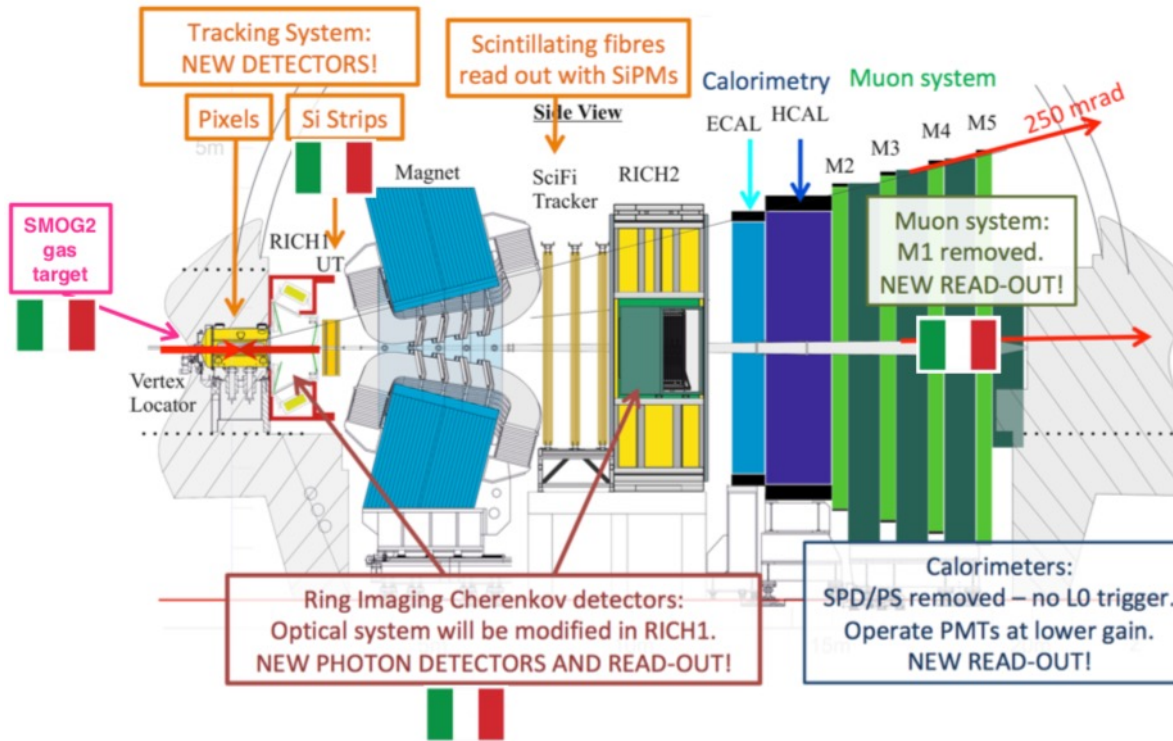 Tracking System:
NEW DETECTORS!
Scintillating fibres
read out with SiPMs
Calorimetry
Muon system
Pixels
Si Strips
Side View
ECAL
HCAL
M2
M3
M4
M5
250 mrad
5m
Magnet
SciFi
Tracker
RICH2
SMOG2
gas
target
RICH1
UT
Muon system:
M1 removed.
NEW READ-OUT!
Vertex
Locator
Ring Imaging Cherenkov detectors:
Optical system will be modified in RICH1.
NEW PHOTON DETECTORS AND READ-OUT!
Calorimeters:
SPD/PS removed – no L0 trigger.
Operate PMTs at lower gain.
NEW READ-OUT!
15m